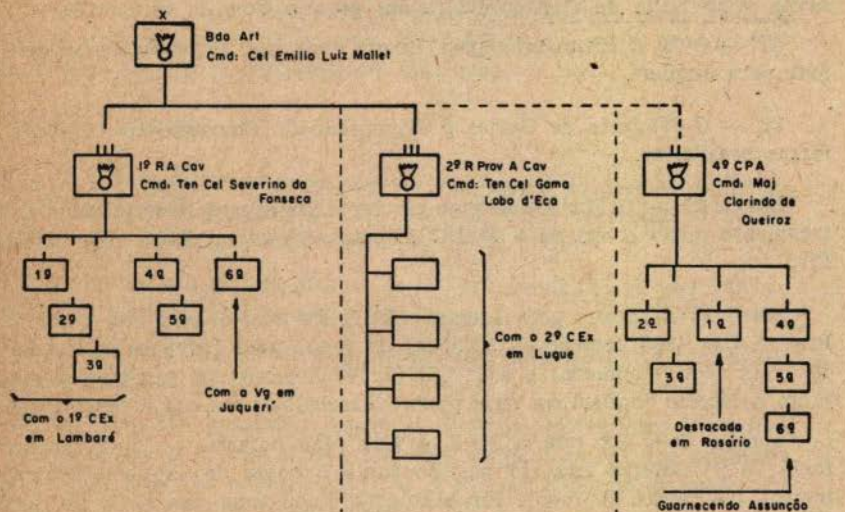 X
Bda Art
Cmd: Cel Emilio Luiz Mallet
1º RA Cav
Cmd, Ten Cel Severino da
Fonseca
2º R Prov A Cav
Cmd: Ten Cel Gama
Lobo d'Eca
4º CPA
Cmd, Maj
Clarindo de
Queiroz
1ª
2ª
3ª
4ª
5ª
6ª
Com o 1º CEx
em Lambaré
Com a Vg em
Juqueri
Com o 2º CEx
em Luque
2ª
3ª
1ª
4ª
5ª
6ª
Destacada
em Rosário
Guarnecendo Assunção